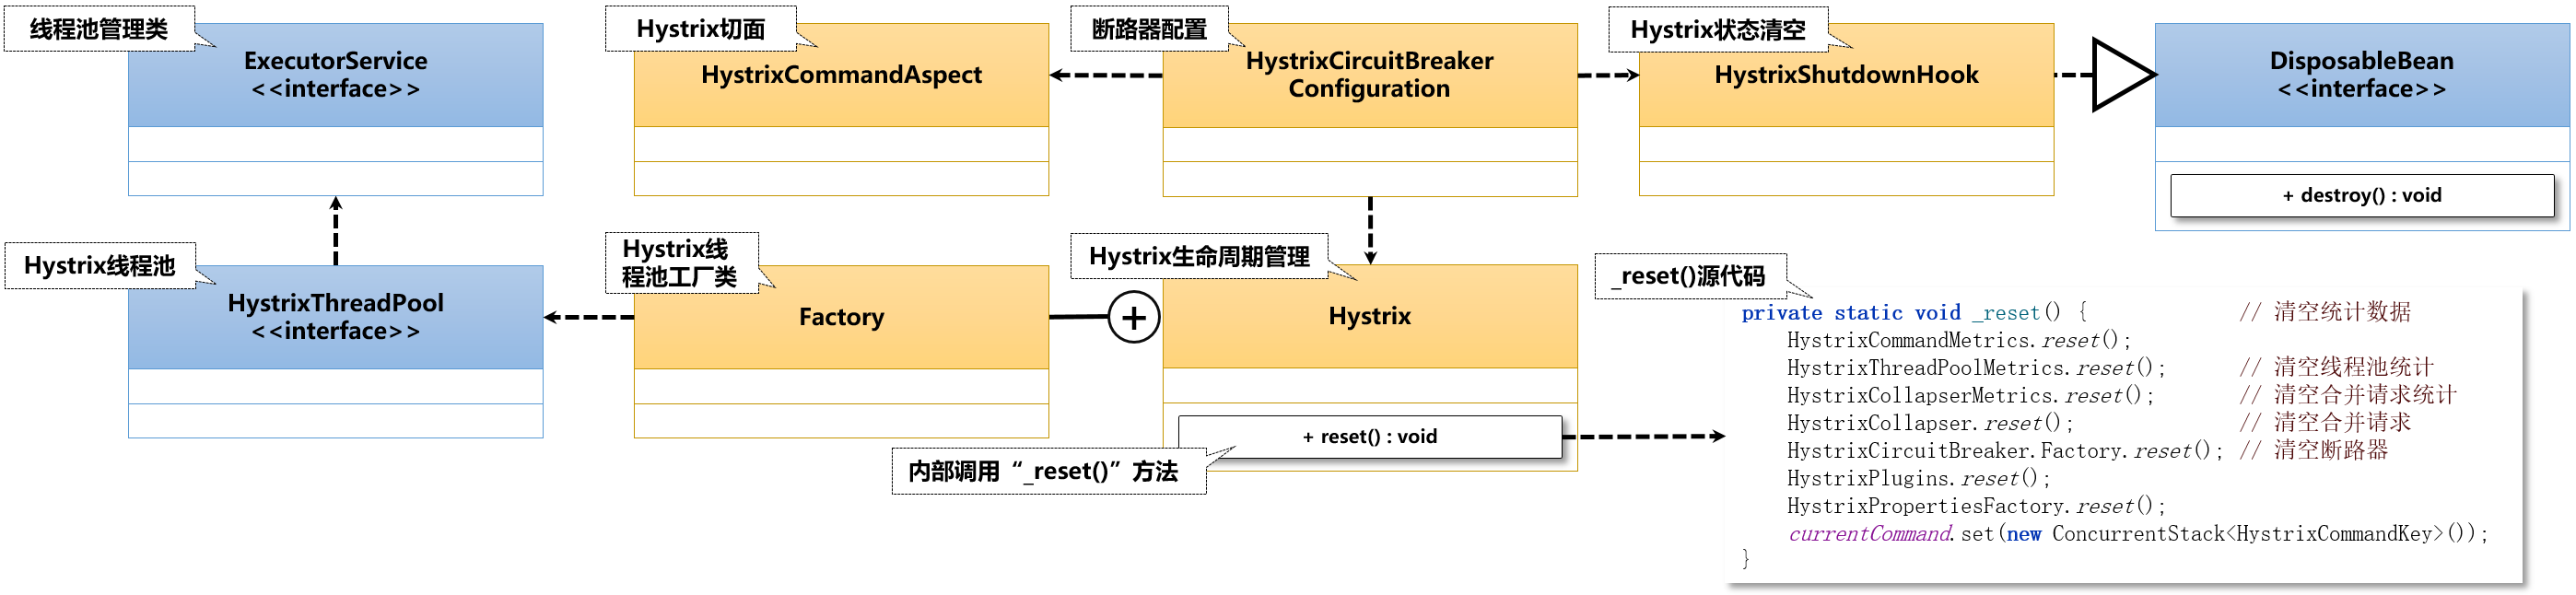 线程池管理类
ExecutorService
<<interface>>
Hystrix切面
HystrixCommandAspect
断路器配置
HystrixCircuitBreaker
Configuration
Hystrix状态清空
HystrixShutdownHook
DisposableBean
<<interface>>
+ destroy() : void
Hystrix线程池
HystrixThreadPool
<<interface>>
Hystrix线
程池工厂类
Factory
Hystrix生命周期管理
Hystrix
+ reset() : void
内部调用“_reset()”方法
_reset()源代码
private static void _reset() { // 清空统计数据
HystrixCommandMetrics.reset();
HystrixThreadPoolMetrics.reset(); // 清空线程池统计
HystrixCollapserMetrics.reset(); // 清空合并请求统计
HystrixCollapser.reset(); // 清空合并请求
HystrixCircuitBreaker.Factory.reset(); // 清空断路器
HystrixPlugins.reset();
HystrixPropertiesFactory.reset();
currentCommand.set(new ConcurrentStack<HystrixCommandKey>());
}